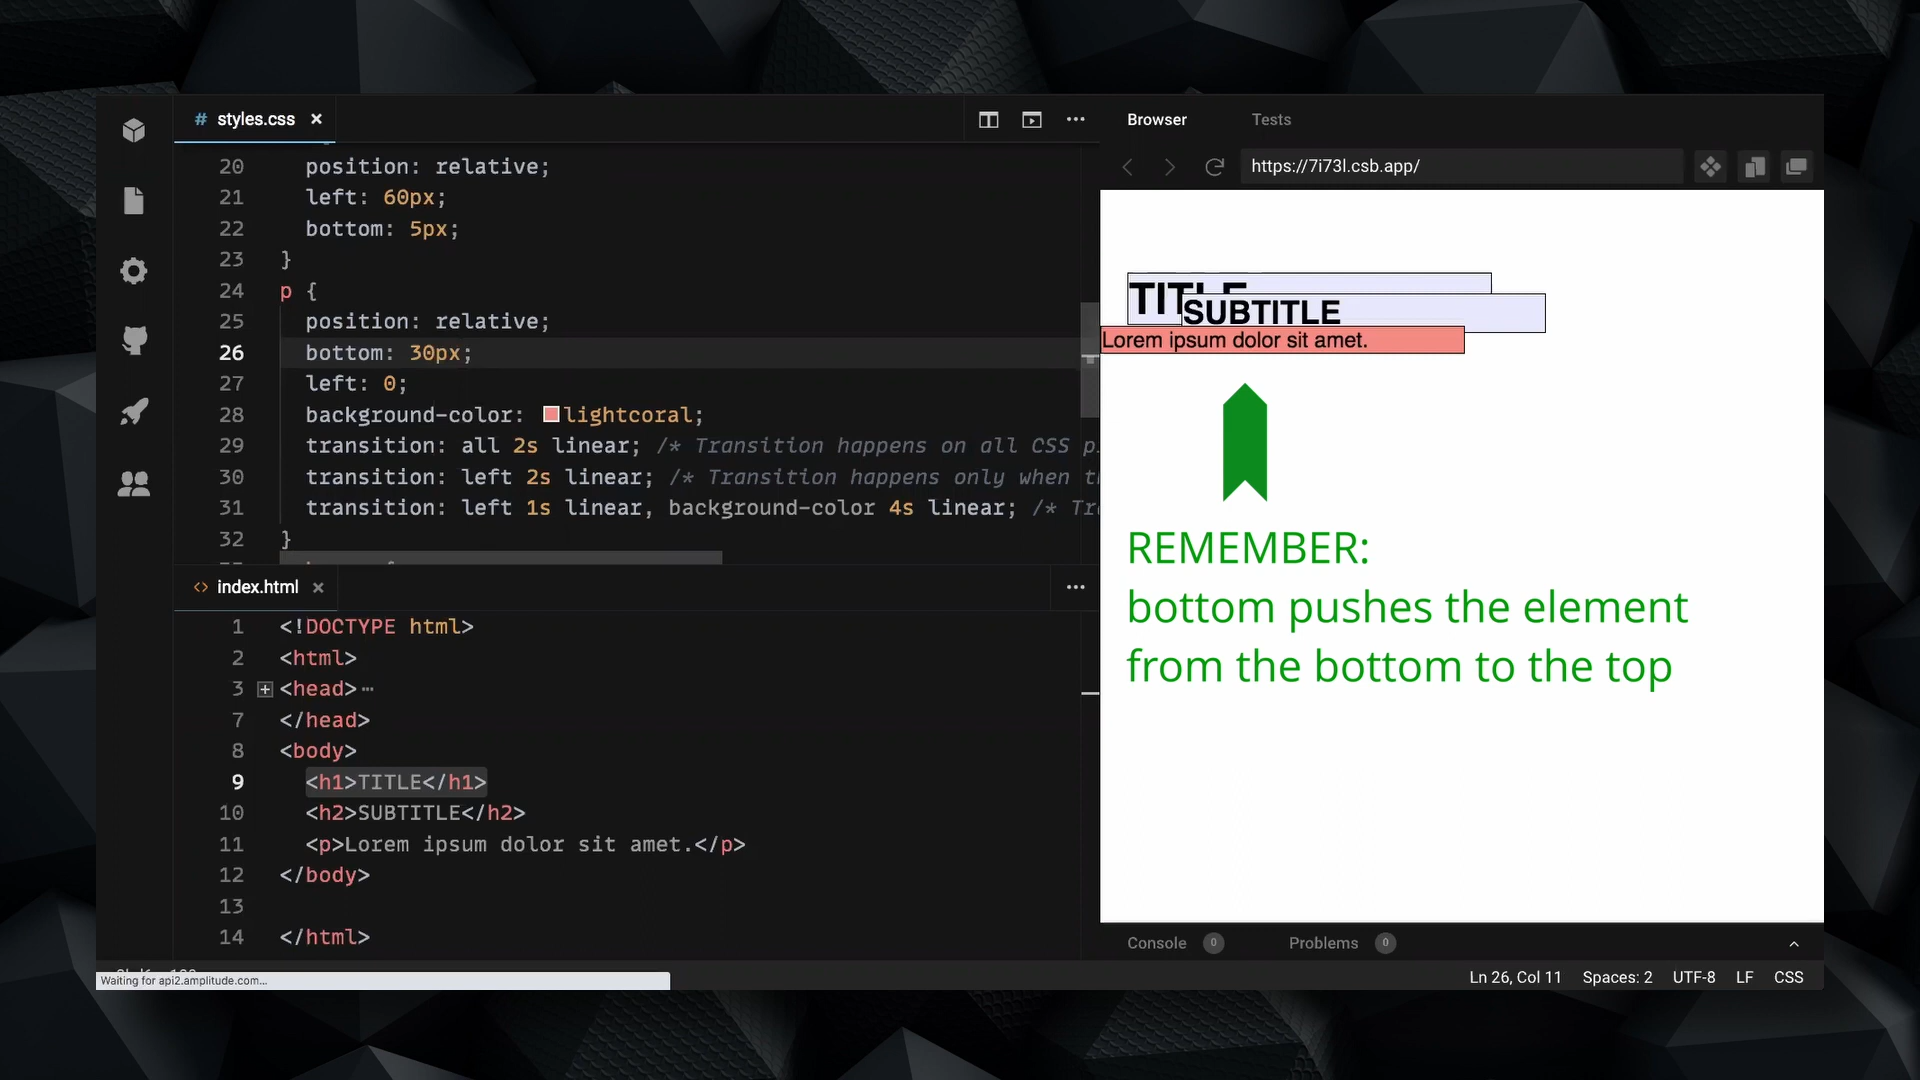 # styles.css ×
20 position: relative;
21 left: 60px;
22 bottom: 5px;
23 }
24 p {
25 position: relative;
26 bottom: 30px;
27 left: 0;
28 background-color: lightcoral;
29 transition: all 2s linear; /* Transition happens on all CSS p
30 transition: left 2s linear; /* Transition happens only when t
31 transition: left 1s linear, background-color 4s linear; /* Tr
32 }
<> index.html ×
1 <!DOCTYPE html>
2 <html>
3 <head>
7 </head>
8 <body>
9 <h1>TITLE</h1>
10 <h2>SUBTITLE</h2>
11 <p>Lorem ipsum dolor sit amet.</p>
12 </body>
13
14 </html>
Waiting for api2.amplitude.com...
Browser Tests
https://7i73l.csb.app/
TITLE
SUBTITLE
Lorem ipsum dolor sit amet.
REMEMBER:
bottom pushes the element
from the bottom to the top
Console 0 Problems 0
Ln 26, Col 11 Spaces: 2 UTF-8 LF CSS